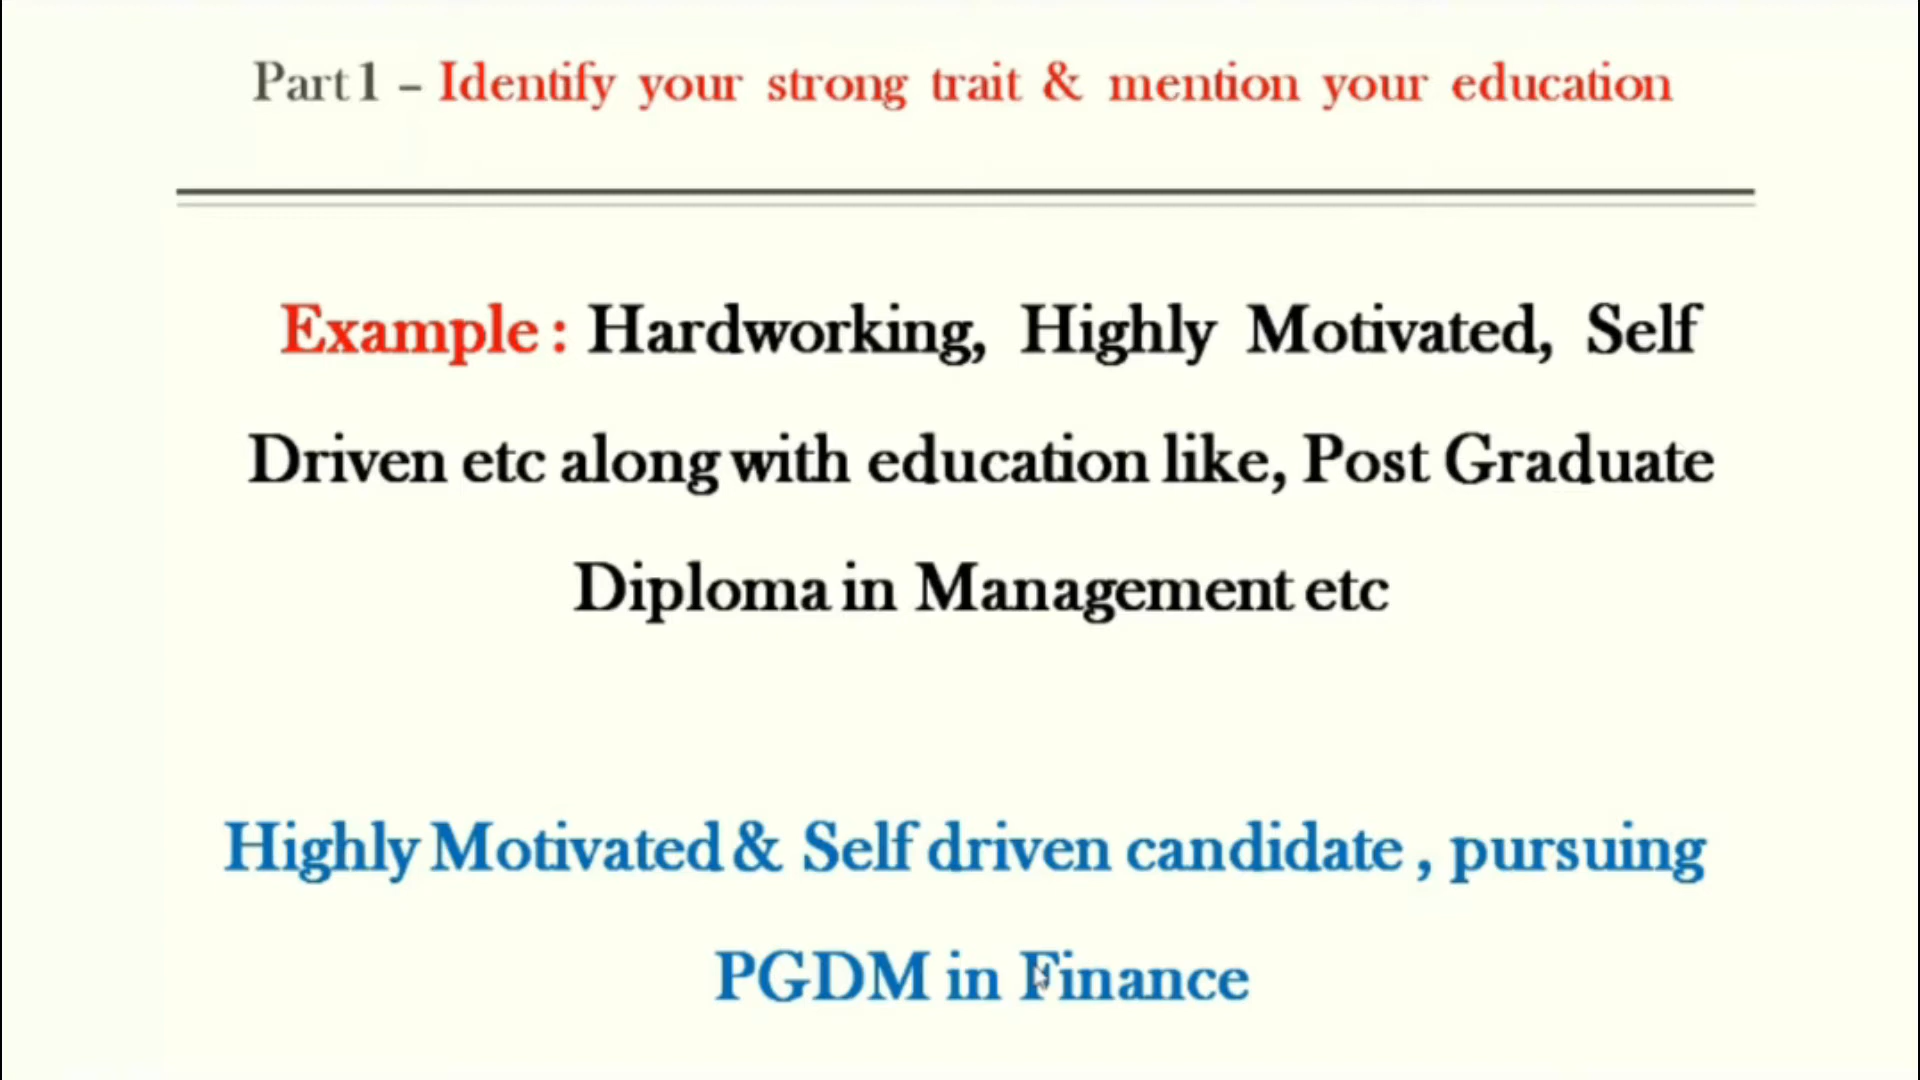 Part 1 – Identify your strong trait & mention your education
Example : Hardworking, Highly Motivated, Self
Driven etc along with education like, Post Graduate
Diploma in Management etc
Highly Motivated & Self driven candidate , pursuing
PGDM in Finance